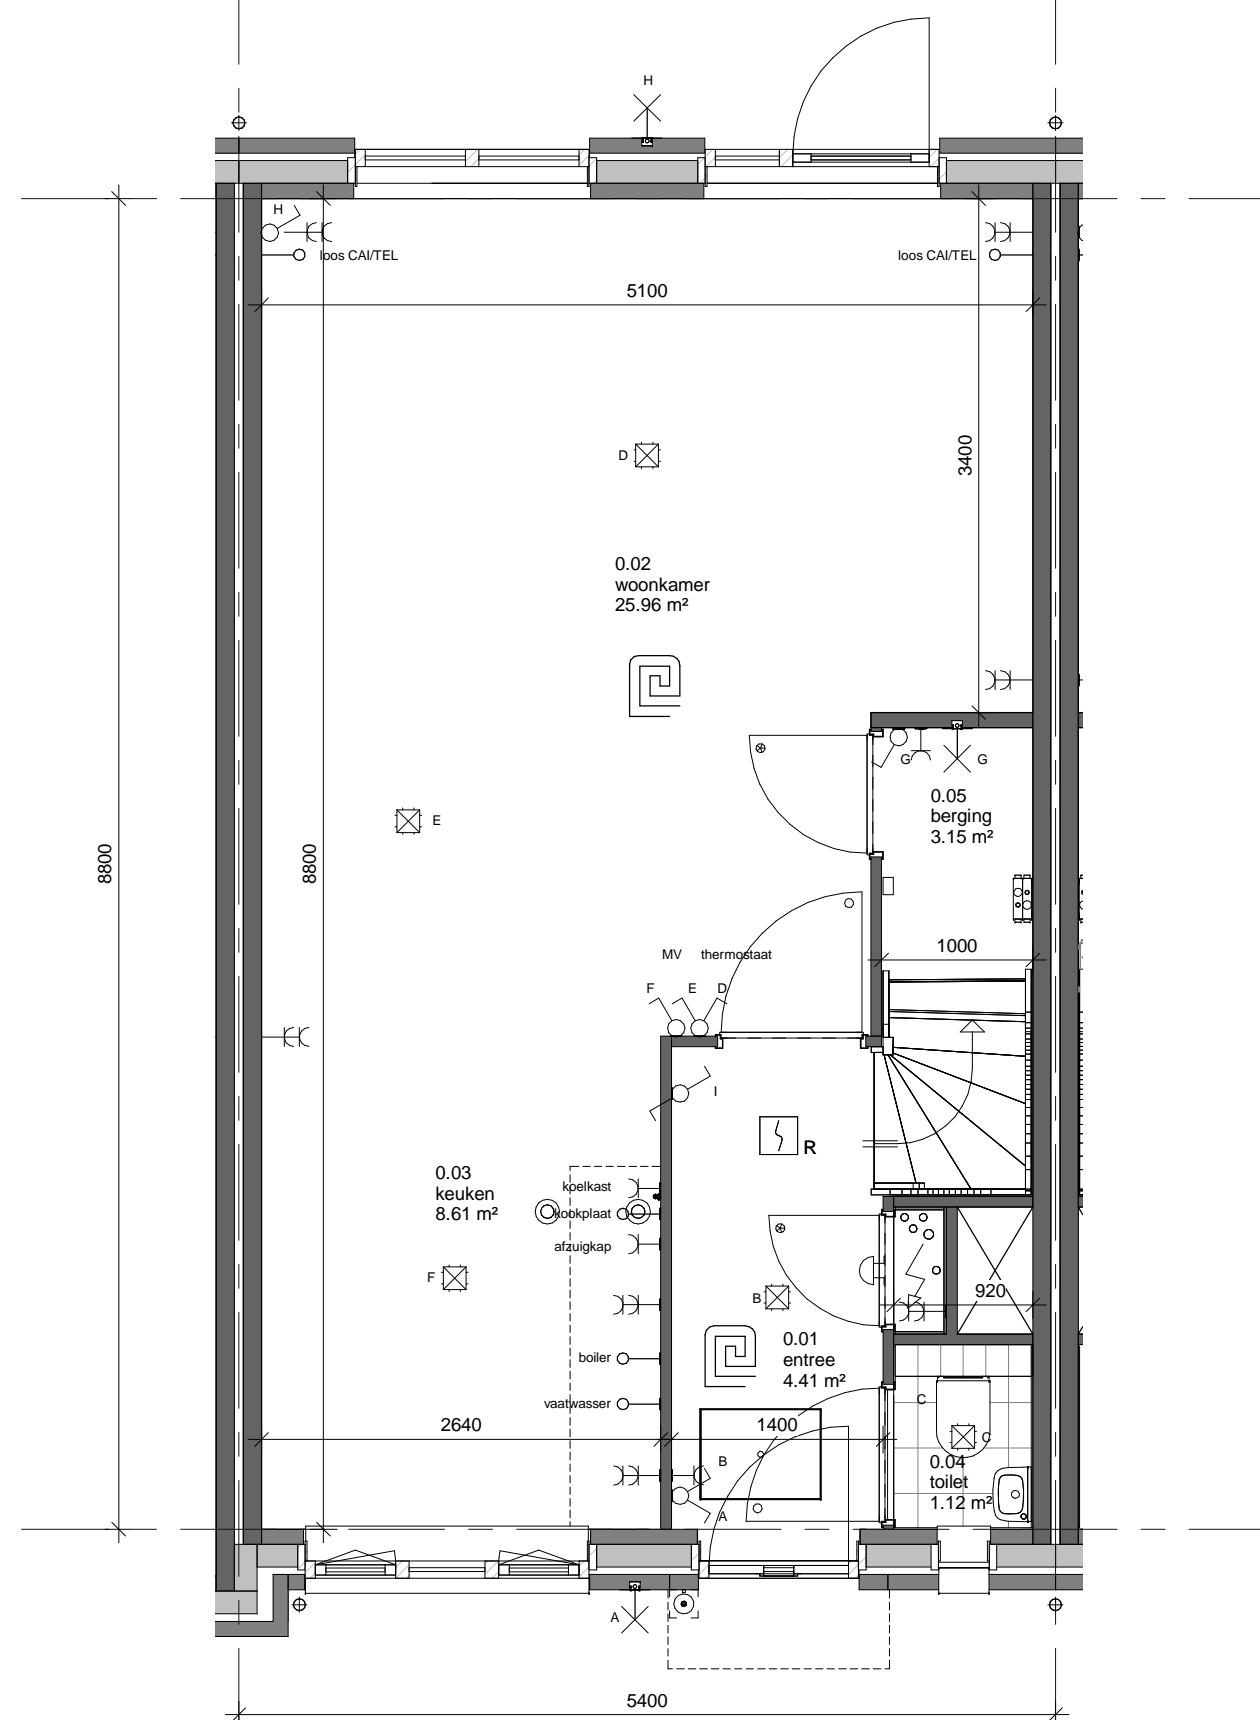 H
H
loos CAI/TEL
loos CAI/TEL
5100
D
3400
0.02
woonkamer
25.96 m²
G
G
0.05
berging
3.15 m²
E
8800
8800
1000
MV
thermostaat
F
E
D
I
R
0.03
keuken
8.61 m²
koelkast
kookplaat
afzuigkap
F
B
920
0.01
entree
4.41 m²
boiler
vaatwasser
C
2640
1400
C
B
0.04
toilet
1.12 m²
A
A
5400